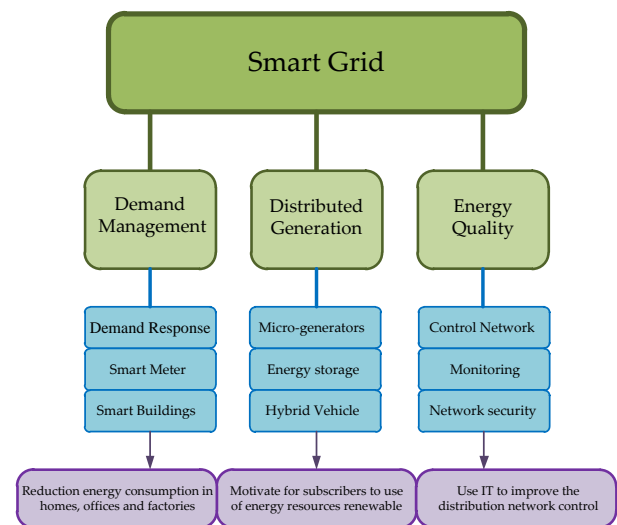 Smart Grid
Demand
Management
Distributed
Generation
Energy
Quality
Demand Response
Smart Meter
Smart Buildings
Micro-generators
Energy storage
Hybrid Vehicle
Control Network
Monitoring
Network security
Reduction energy consumption in
homes, offices and factories
Motivate for subscribers to use
of energy resources renewable
Use IT to improve the
distribution network control